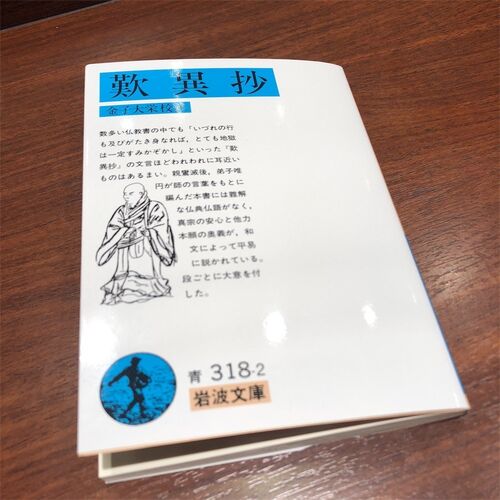 歎異抄
金子大栄校注
数多い仏教書の中でも「いづれの行
も及びがたき身なれば、とても地獄
は一定すみかぞかし」といった『歎
異抄』の文言ほどわれわれに耳近い
ものはあるまい。親鸞滅後、弟子唯
円が師の言葉をもとに
編んだ本書には難解
な仏典仏語がなく、
真宗の安心と他力
本願の奥義が、和
文によって平易
に説かれている。
段ごとに大意を付
した。
青 318-2
岩波文庫